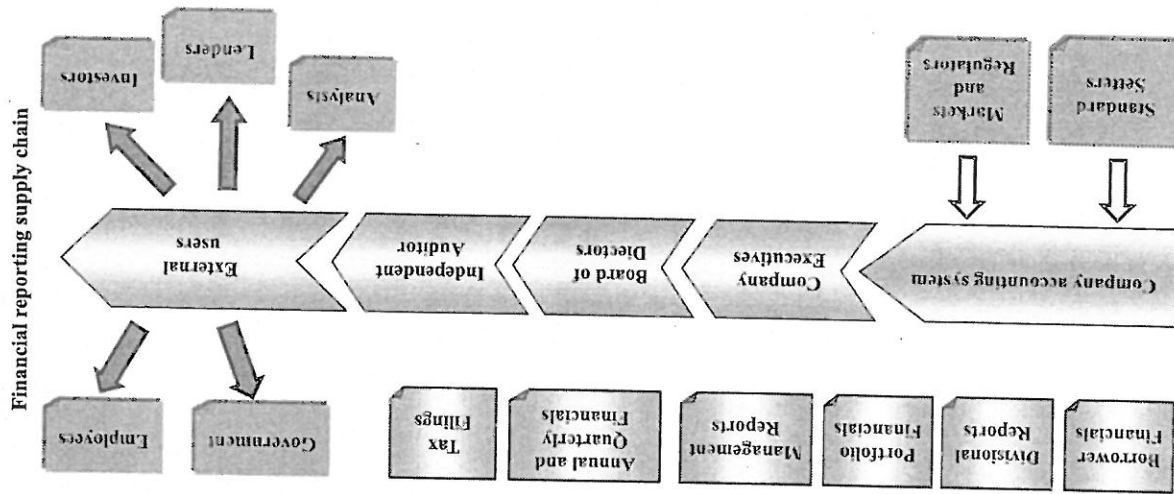 Financial reporting supply chain
Borrower
Financials
Divisional
Reports
Portfolio
Financials
Management
Reports
Annual and
Quarterly
Financials
Tax
Filings
Government
Employees
Company accounting system
Company
Executives
Board of
Directors
Independent
Auditor
External
users
Standard
Setters
Markets
and
Regulators
Analysis
Lenders
Investors